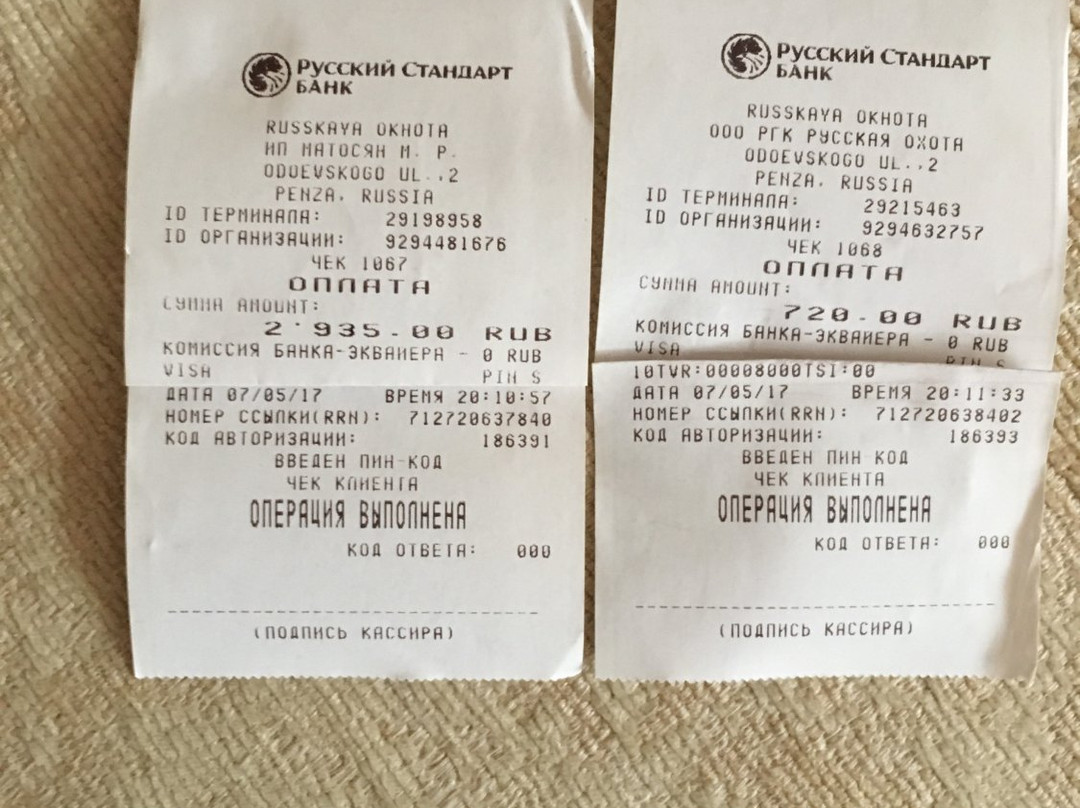 РУССКИЙ СТАНДАРТ
БАНК
RUSSKAYA OKHOTA
ИП МАТОСЯН М. Р.
ODOEVSKOGO UL..,2
PENZA, RUSSIA
ID ТЕРМИНАЛА: 29198958
ID ОРГАНИЗАЦИИ: 9294481676
ЧЕК 1067
ОПЛАТА
СУММА AMOUNT:
2'935.00 RUB
КОМИССИЯ БАНКА-ЭКВАЙЕРА - 0 RUB
VISA
PIN S
ДАТА 07/05/17 ВРЕМЯ 20:10:57
НОМЕР ССЫЛКИ(RRN): 712720637840
КОД АВТОРИЗАЦИИ: 186391
ВВЕДЕН ПИН-КОД
ЧЕК КЛИЕНТА
ОПЕРАЦИЯ ВЫПОЛНЕНА
КОД ОТВЕТА: 000
(ПОДПИСЬ КАССИРА)
РУССКИЙ СТАНДАРТ
БАНК
RUSSKAYA OKHOTA
ООО РГК РУССКАЯ ОХОТА
ODOEVSKOGO UL..,2
PENZA, RUSSIA
ID ТЕРМИНАЛА: 29215463
ID ОРГАНИЗАЦИИ: 9294632757
ЧЕК 1068
ОПЛАТА
СУММА AMOUNT:
720.00 RUB
КОМИССИЯ БАНКА-ЭКВАЙЕРА - 0 RUB
VISA
PIN S
10TVR:00008000TSI:00
ДАТА 07/05/17 ВРЕМЯ 20:11:33
НОМЕР ССЫЛКИ(RRN): 712720638402
КОД АВТОРИЗАЦИИ: 186393
ВВЕДЕН ПИН-КОД
ЧЕК КЛИЕНТА
ОПЕРАЦИЯ ВЫПОЛНЕНА
КОД ОТВЕТА: 000
(ПОДПИСЬ КАССИРА)